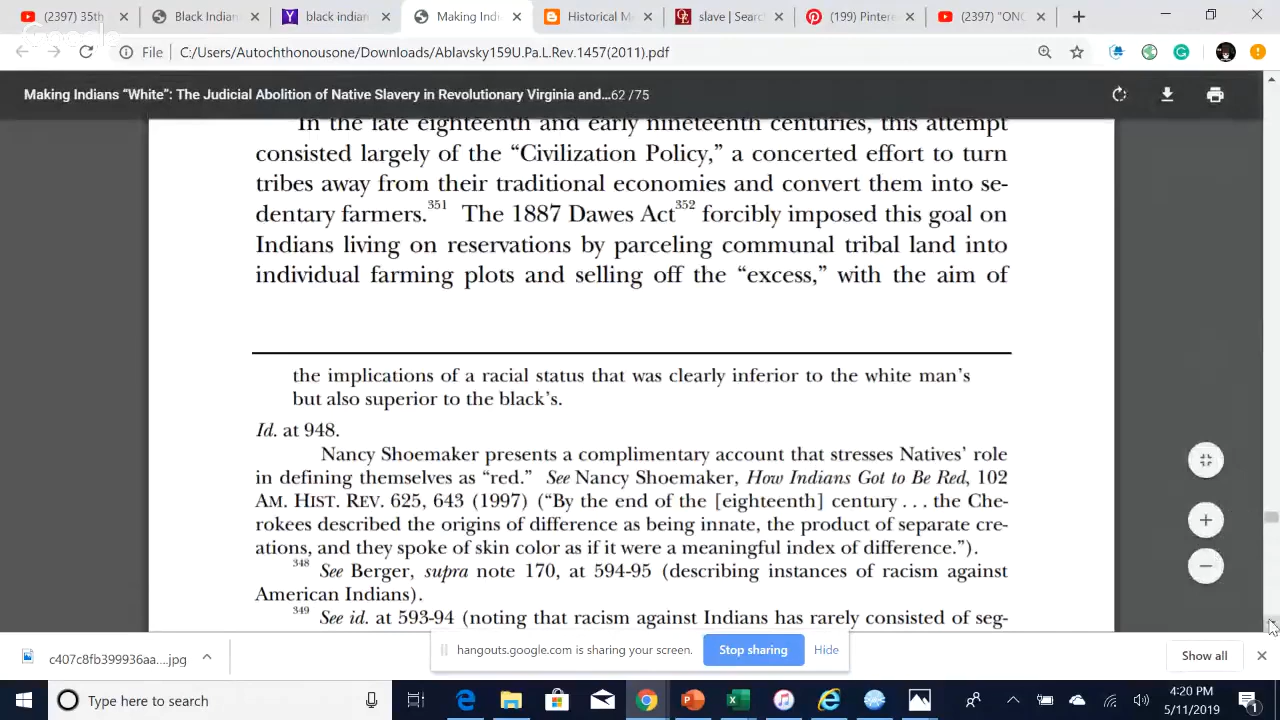 (2397) 35th
Black Indian
black indian
Making Indi
Historical M
slave | Searc
(199) Pintere
(2397) "ONC
File
C:/Users/Autochthonousone/Downloads/Ablavsky159U.Pa.L.Rev.1457(2011).pdf
Making Indians “White”: The Judicial Abolition of Native Slavery in Revolutionary Virginia and... 62 / 75
In the late eighteenth and early nineteenth centuries, this attempt
consisted largely of the “Civilization Policy,” a concerted effort to turn
tribes away from their traditional economies and convert them into se-
dentary farmers.351 The 1887 Dawes Act352 forcibly imposed this goal on
Indians living on reservations by parceling communal tribal land into
individual farming plots and selling off the “excess,” with the aim of
the implications of a racial status that was clearly inferior to the white man’s
but also superior to the black’s.
Id. at 948.
Nancy Shoemaker presents a complimentary account that stresses Natives’ role
in defining themselves as “red.” See Nancy Shoemaker, How Indians Got to Be Red, 102
AM. HIST. REV. 625, 643 (1997) (“By the end of the [eighteenth] century . . . the Che-
rokees described the origins of difference as being innate, the product of separate cre-
ations, and they spoke of skin color as if it were a meaningful index of difference.”).
348 See Berger, supra note 170, at 594-95 (describing instances of racism against
American Indians).
349 See id. at 593-94 (noting that racism against Indians has rarely consisted of seg-
hangouts.google.com is sharing your screen.
Stop sharing
Hide
c407c8fb399936aa....jpg
Show all
Type here to search
4:20 PM
5/11/2019